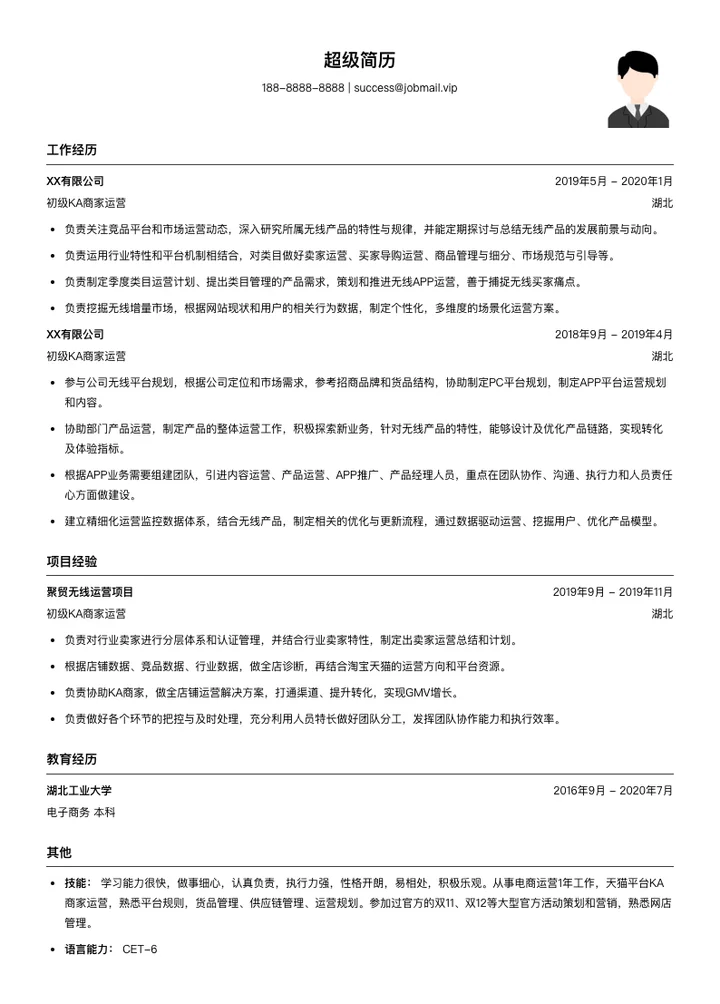 超级简历
188-8888-8888 | success@jobmail.vip
工作经历
XX有限公司 2019年5月 – 2020年1月
初级KA商家运营 湖北
• 负责关注竞品平台和市场运营动态，深入研究所属无线产品的特性与规律，并能定期探讨与总结无线产品的发展前景与动向。
• 负责运用行业特性和平台机制相结合，对类目做好卖家运营、买家导购运营、商品管理与细分、市场规范与引导等。
• 负责制定季度类目运营计划、提出类目管理的产品需求，策划和推进无线APP运营，善于捕捉无线买家痛点。
• 负责挖掘无线增量市场，根据网站现状和用户的相关行为数据，制定个性化，多维度的场景化运营方案。
XX有限公司 2018年9月 – 2019年4月
初级KA商家运营 湖北
• 参与公司无线平台规划，根据公司定位和市场需求，参考招商品牌和货品结构，协助制定PC平台规划，制定APP平台运营规划
和内容。
• 协助部门产品运营，制定产品的整体运营工作，积极探索新业务，针对无线产品的特性，能够设计及优化产品链路，实现转化
及体验指标。
• 根据APP业务需要组建团队，引进内容运营、产品运营、APP推广、产品经理人员，重点在团队协作、沟通、执行力和人员责任
心方面做建设。
• 建立精细化运营监控数据体系，结合无线产品，制定相关的优化与更新流程，通过数据驱动运营、挖掘用户、优化产品模型。
项目经验
聚贸无线运营项目 2019年9月 – 2019年11月
初级KA商家运营 湖北
• 负责对行业卖家进行分层体系和认证管理，并结合行业卖家特性，制定出卖家运营总结和计划。
• 根据店铺数据、竞品数据、行业数据，做全店诊断，再结合淘宝天猫的运营方向和平台资源。
• 负责协助KA商家，做全店铺运营解决方案，打通渠道、提升转化，实现GMV增长。
• 负责做好各个环节的把控与及时处理，充分利用人员特长做好团队分工，发挥团队协作能力和执行效率。
教育经历
湖北工业大学 2016年9月 – 2020年7月
电子商务 本科
其他
• 技能： 学习能力很快，做事细心，认真负责，执行力强，性格开朗，易相处，积极乐观。从事电商运营1年工作，天猫平台KA
商家运营，熟悉平台规则，货品管理、供应链管理、运营规划。参加过官方的双11、双12等大型官方活动策划和营销，熟悉网店
管理。
• 语言能力： CET-6